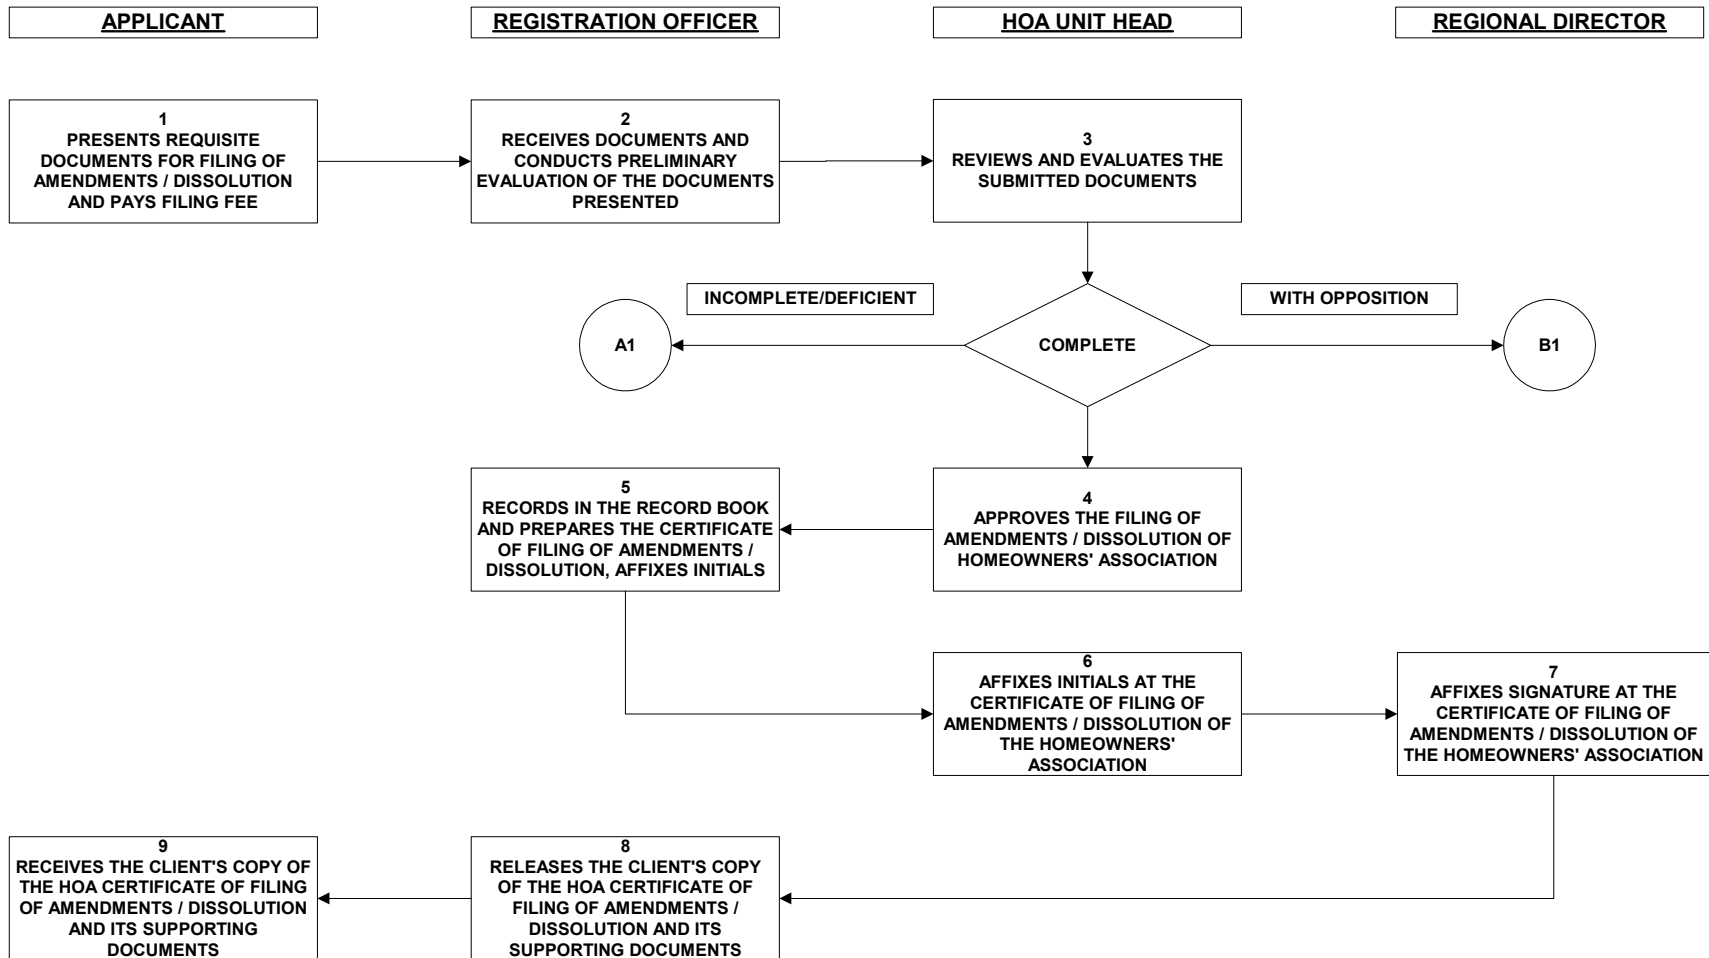 APPLICANT
REGISTRATION OFFICER
HOA UNIT HEAD
REGIONAL DIRECTOR
1
PRESENTS REQUISITE
DOCUMENTS FOR FILING OF
AMENDMENTS / DISSOLUTION
AND PAYS FILING FEE
2
RECEIVES DOCUMENTS AND
CONDUCTS PRELIMINARY
EVALUATION OF THE DOCUMENTS
PRESENTED
3
REVIEWS AND EVALUATES THE
SUBMITTED DOCUMENTS
INCOMPLETE/DEFICIENT
WITH OPPOSITION
A1
COMPLETE
B1
5
RECORDS IN THE RECORD BOOK
AND PREPARES THE CERTIFICATE
OF FILING OF AMENDMENTS /
DISSOLUTION, AFFIXES INITIALS
4
APPROVES THE FILING OF
AMENDMENTS / DISSOLUTION OF
HOMEOWNERS' ASSOCIATION
6
AFFIXES INITIALS AT THE
CERTIFICATE OF FILING OF
AMENDMENTS / DISSOLUTION OF
THE HOMEOWNERS'
ASSOCIATION
7
AFFIXES SIGNATURE AT THE
CERTIFICATE OF FILING OF
AMENDMENTS / DISSOLUTION OF
THE HOMEOWNERS' ASSOCIATION
9
RECEIVES THE CLIENT'S COPY OF
THE HOA CERTIFICATE OF FILING
OF AMENDMENTS / DISSOLUTION
AND ITS SUPPORTING
DOCUMENTS
8
RELEASES THE CLIENT'S COPY
OF THE HOA CERTIFICATE OF
FILING OF AMENDMENTS /
DISSOLUTION AND ITS
SUPPORTING DOCUMENTS